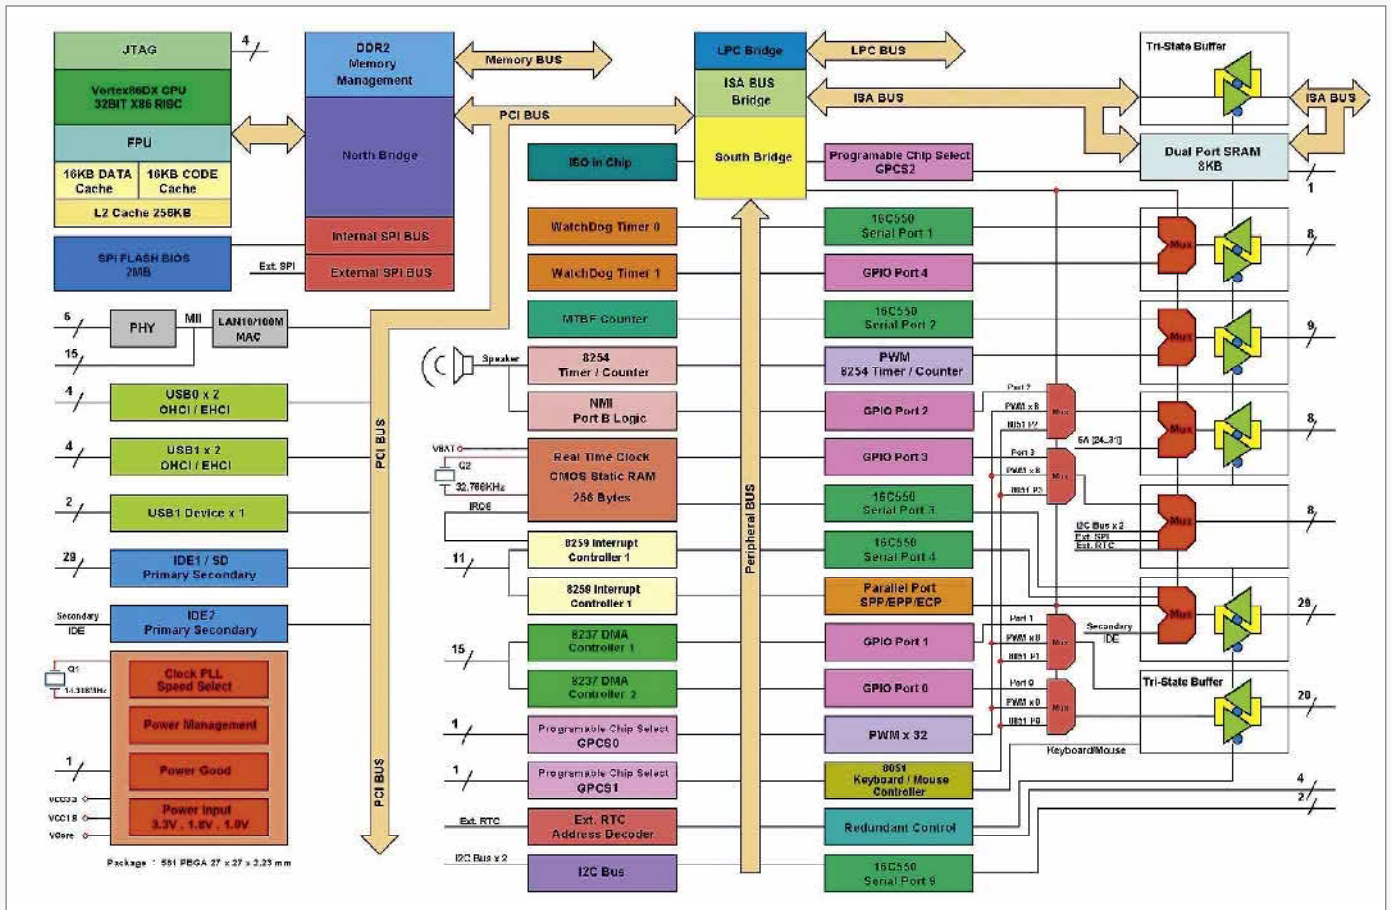 JTAG
4
Vortex86DX CPU
32BIT X86 RISC
FPU
16KB DATA
Cache
16KB CODE
Cache
L2 Cache 256KB
SPI FLASH BIOS
2MB
Ext. SPI
DDR2
Memory
Management
North Bridge
Internal SPI BUS
External SPI BUS
Memory BUS
PCI BUS
LPC Bridge
ISA BUS
Bridge
South Bridge
LPC BUS
ISA BUS
Tri-State Buffer
ISA BUS
Dual Port SRAM
8KB
1
6
PHY
MII
LAN10/100M
MAC
15
4
USB0 x 2
OHCI / EHCI
4
USB1 x 2
OHCI / EHCI
2
USB1 Device x 1
29
IDE1 / SD
Primary Secondary
Secondary
IDE
IDE2
Primary Secondary
Q1
14.318MHz
Clock PLL
Speed Select
Power Management
1
Power Good
VCC3.3
VCC1.8
VCore
Power Input
3.3V , 1.8V , 1.0V
Package : 581 PBGA 27 x 27 x 2.23 mm
PCI BUS
PCI BUS
ISO in Chip
WatchDog Timer 0
WatchDog Timer 1
MTBF Counter
Speaker
8254
Timer / Counter
NMI
Port B Logic
VBAT
Q2
32.768KHz
IRQ8
Real Time Clock
CMOS Static RAM
256 Bytes
11
8259 Interrupt
Controller 1
8259 Interrupt
Controller 1
15
8237 DMA
Controller 1
8237 DMA
Controller 2
1
Programable Chip Select
GPCS0
1
Programable Chip Select
GPCS1
Ext. RTC
Ext. RTC
Address Decoder
I2C Bus x 2
I2C Bus
Peripheral BUS
Programable Chip Select
GPCS2
16C550
Serial Port 1
GPIO Port 4
16C550
Serial Port 2
PWM
8254 Timer / Counter
GPIO Port 2
GPIO Port 3
16C550
Serial Port 3
16C550
Serial Port 4
Parallel Port
SPP/EPP/ECP
GPIO Port 1
GPIO Port 0
PWM x 32
8051
Keyboard / Mouse
Controller
Redundant Control
16C550
Serial Port 9
Port 2
PWM x 8
8051 P2
Mux
Port 3
PWM x 8
8051 P3
Mux
Port 1
PWM x 8
8051 P1
Mux
Port 0
PWM x 0
8051 P0
Mux
Keyboard/Mouse
Mux
8
Mux
9
SA [24..31]
Mux
8
I2C Bus x 2
Ext. SPI
Ext. RTC
Mux
8
Secondary
IDE
Mux
29
Tri-State Buffer
20
4
2